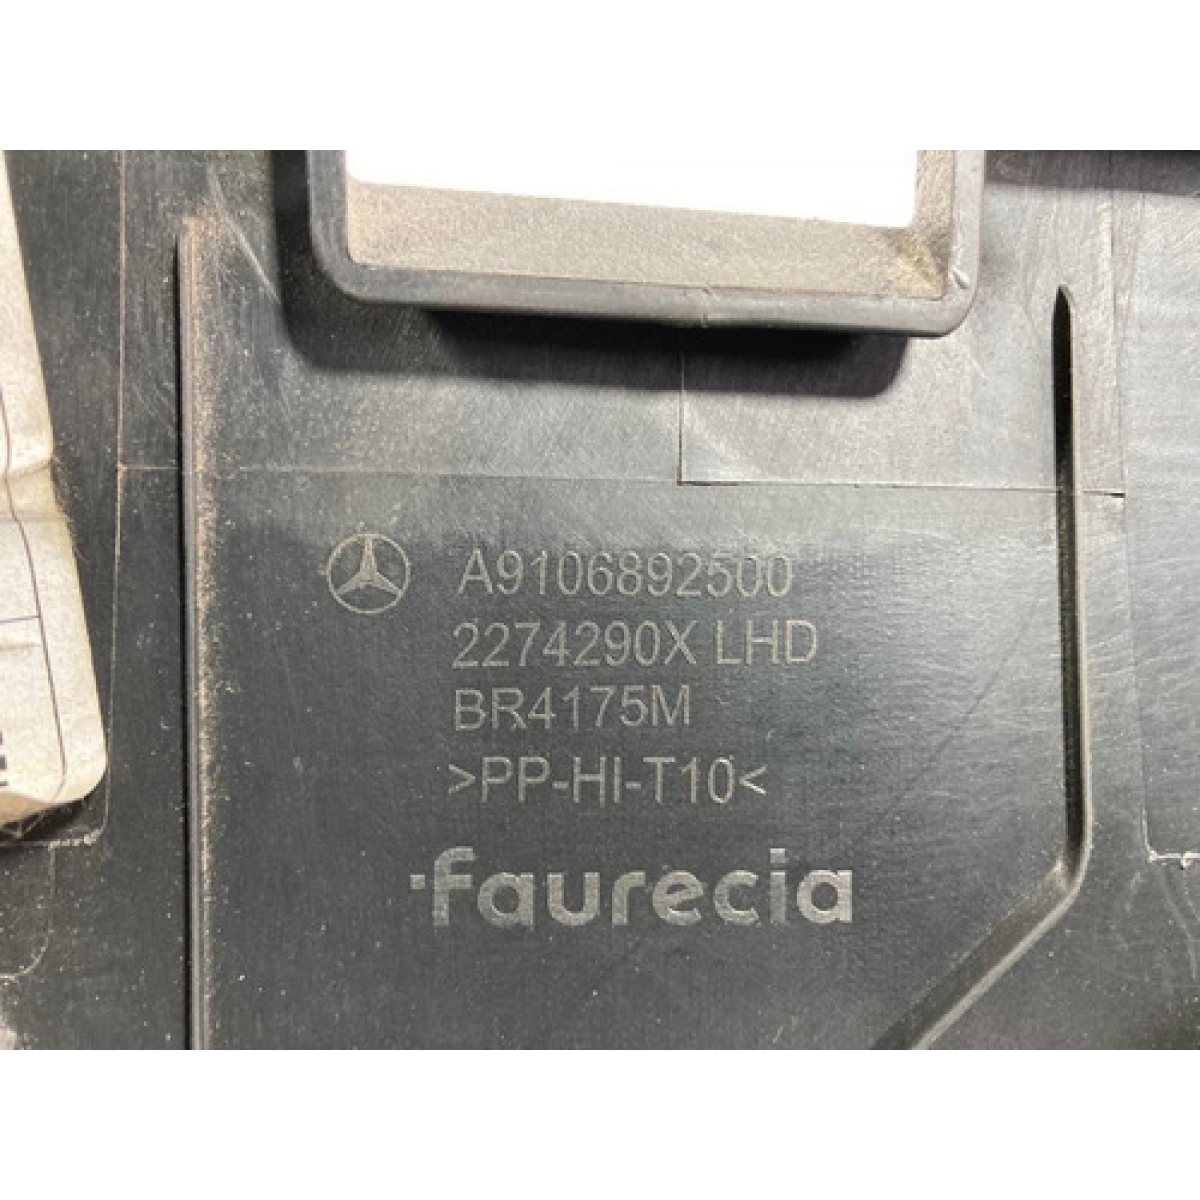 A9106892500
2274290X LHD
BR4175M
>PP-HI-T10<
faurecia